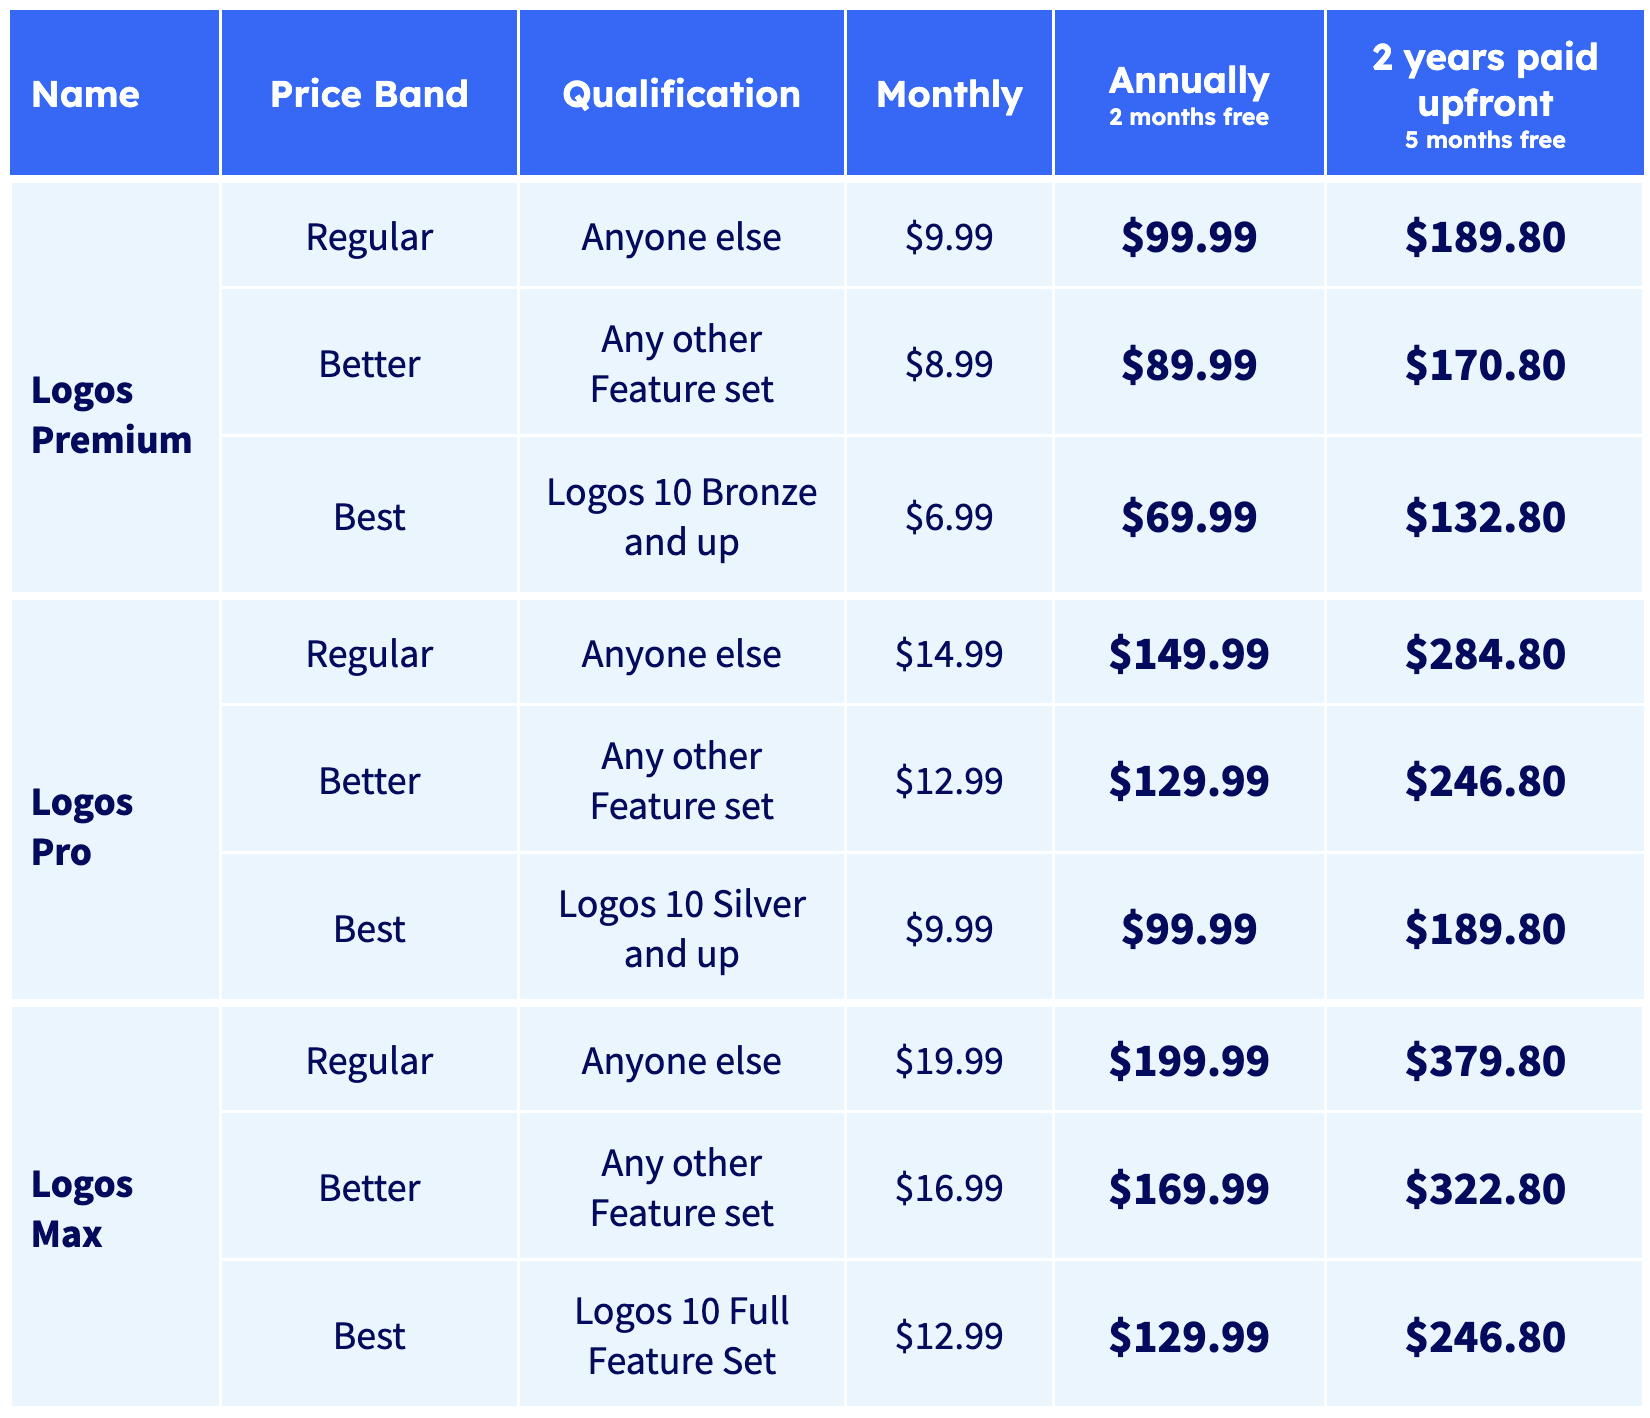 Name
Price Band
Qualification
Monthly
Annually
2 months free
2 years paid
upfront
5 months free
Logos
Premium
Regular
Anyone else
$9.99
$99.99
$189.80
Better
Any other
Feature set
$8.99
$89.99
$170.80
Best
Logos 10 Bronze
and up
$6.99
$69.99
$132.80
Logos
Pro
Regular
Anyone else
$14.99
$149.99
$284.80
Better
Any other
Feature set
$12.99
$129.99
$246.80
Best
Logos 10 Silver
and up
$9.99
$99.99
$189.80
Logos
Max
Regular
Anyone else
$19.99
$199.99
$379.80
Better
Any other
Feature set
$16.99
$169.99
$322.80
Best
Logos 10 Full
Feature Set
$12.99
$129.99
$246.80